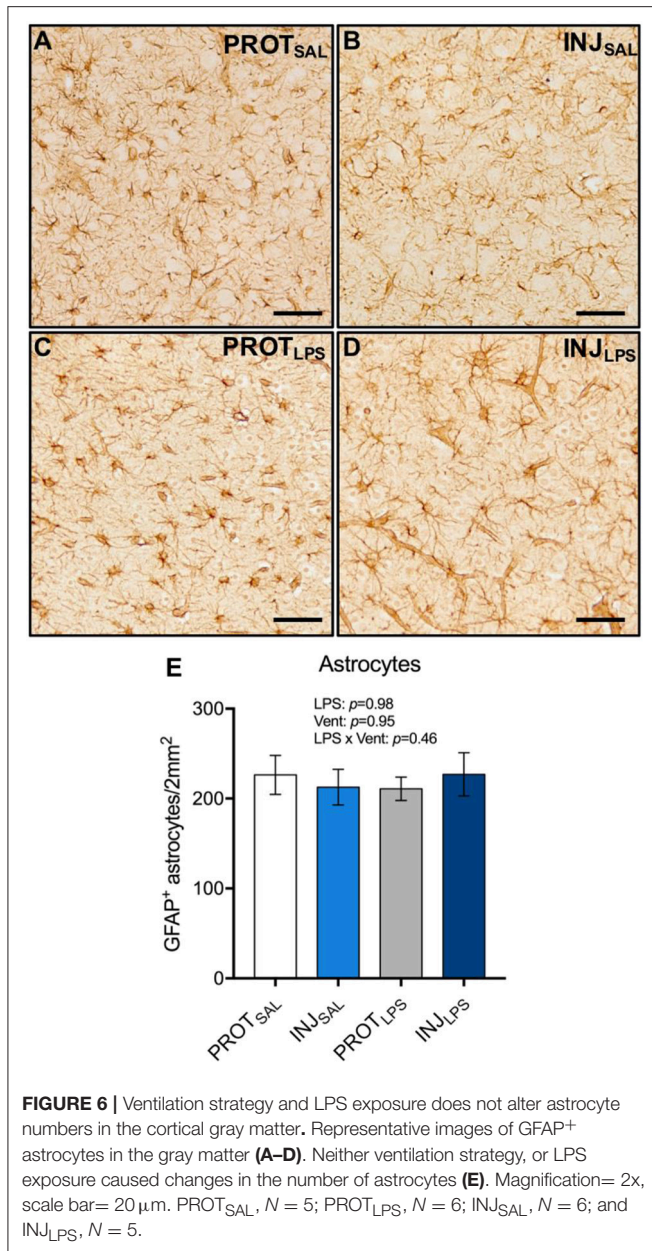 A PROTSAL
B INJSAL
C PROTLPS
D INJLPS
E Astrocytes
LPS: p=0.98
Vent: p=0.95
LPS x Vent: p=0.46
GFAP+ astrocytes/2mm2
300
200
100
0
PROTSAL INJSAL PROTLPS INJLPS
FIGURE 6 | Ventilation strategy and LPS exposure does not alter astrocyte
numbers in the cortical gray matter. Representative images of GFAP+
astrocytes in the gray matter (A–D). Neither ventilation strategy, or LPS
exposure caused changes in the number of astrocytes (E). Magnification= 2x,
scale bar= 20 μm. PROTSAL, N = 5; PROTLPS, N = 6; INJSAL, N = 6; and
INJLPS, N = 5.